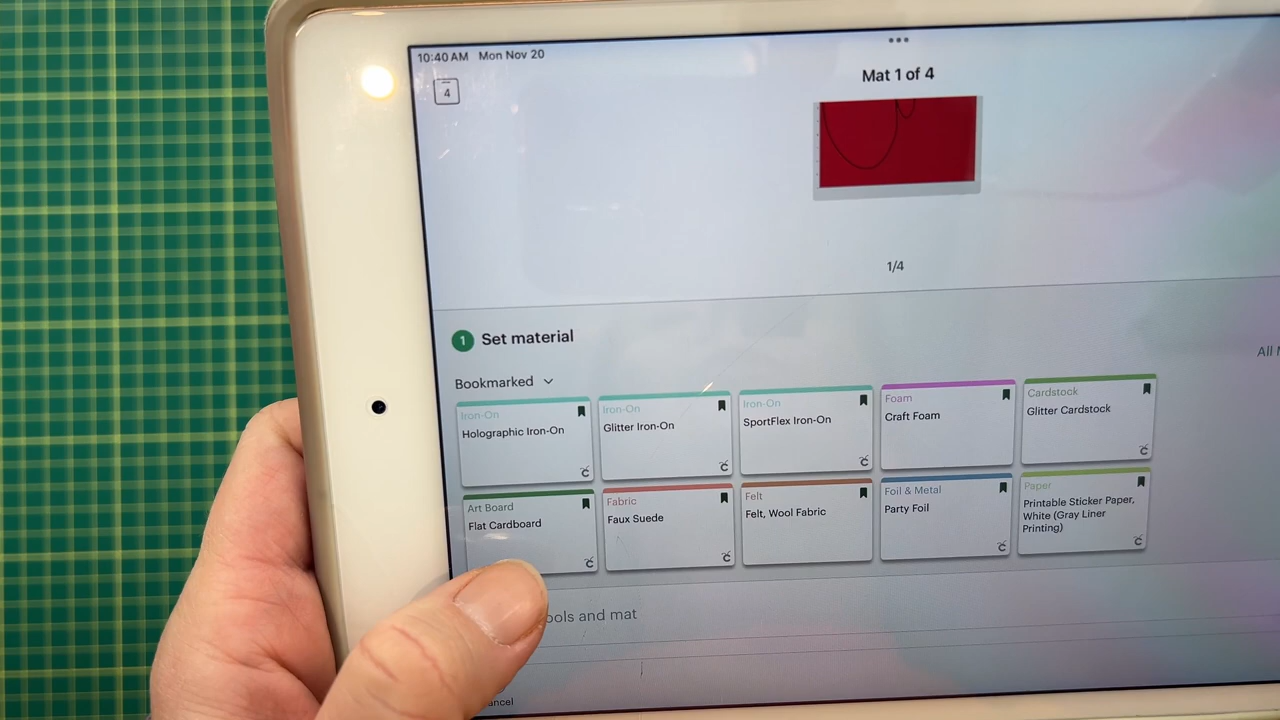 10:40 AM Mon Nov 20
4
Mat 1 of 4
1/4
1 Set material
All
Bookmarked
Iron-On
Holographic Iron-On
Iron-On
Glitter Iron-On
Iron-On
SportFlex Iron-On
Foam
Craft Foam
Cardstock
Glitter Cardstock
Art Board
Flat Cardboard
Fabric
Faux Suede
Felt
Felt, Wool Fabric
Foil & Metal
Party Foil
Paper
Printable Sticker Paper,
White (Gray Liner
Printing)
ools and mat
ancel